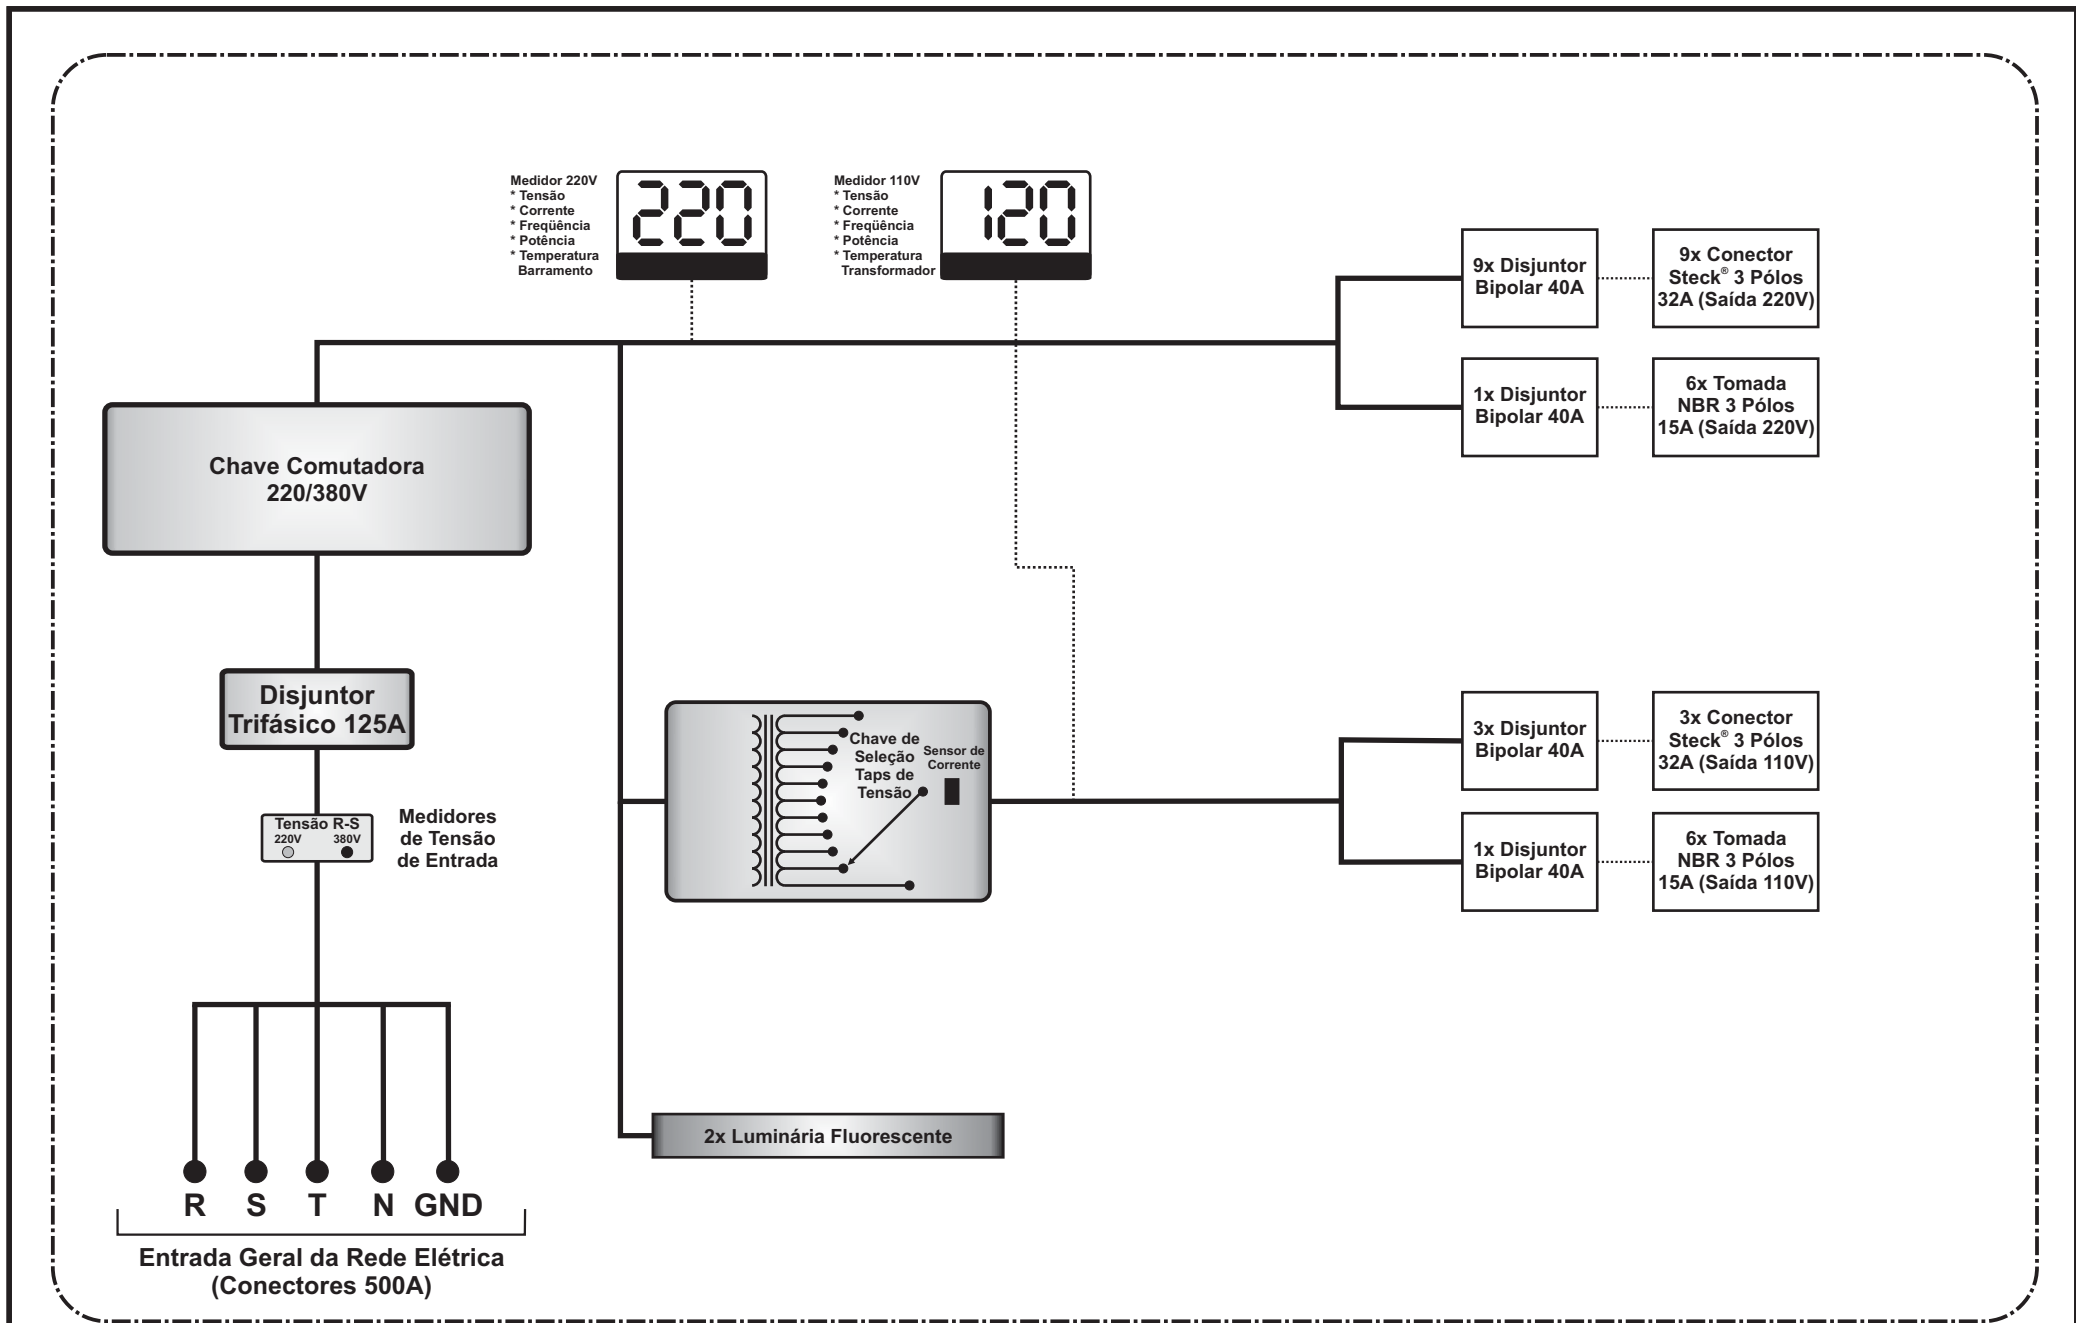 Medidor 220V
* Tensão
* Corrente
* Freqüência
* Potência
* Temperatura
Barramento
220
Medidor 110V
* Tensão
* Corrente
* Freqüência
* Potência
* Temperatura
Transformador
120
9x Disjuntor
Bipolar 40A
9x Conector
Steck® 3 Pólos
32A (Saída 220V)
1x Disjuntor
Bipolar 40A
6x Tomada
NBR 3 Pólos
15A (Saída 220V)
Chave Comutadora
220/380V
Disjuntor
Trifásico 125A
Tensão R-S
220V 380V
Medidores
de Tensão
de Entrada
Chave de
Seleção
Taps de
Tensão
Sensor de
Corrente
3x Disjuntor
Bipolar 40A
3x Conector
Steck® 3 Pólos
32A (Saída 110V)
1x Disjuntor
Bipolar 40A
6x Tomada
NBR 3 Pólos
15A (Saída 110V)
2x Luminária Fluorescente
R S T N GND
Entrada Geral da Rede Elétrica
(Conectores 500A)